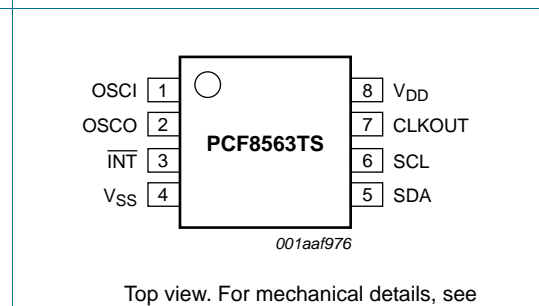 OSCI 1 8 VDD
OSCO 2 7 CLKOUT
PCF8563TS
INT 3 6 SCL
VSS 4 5 SDA
001aaf976
Top view. For mechanical details, see